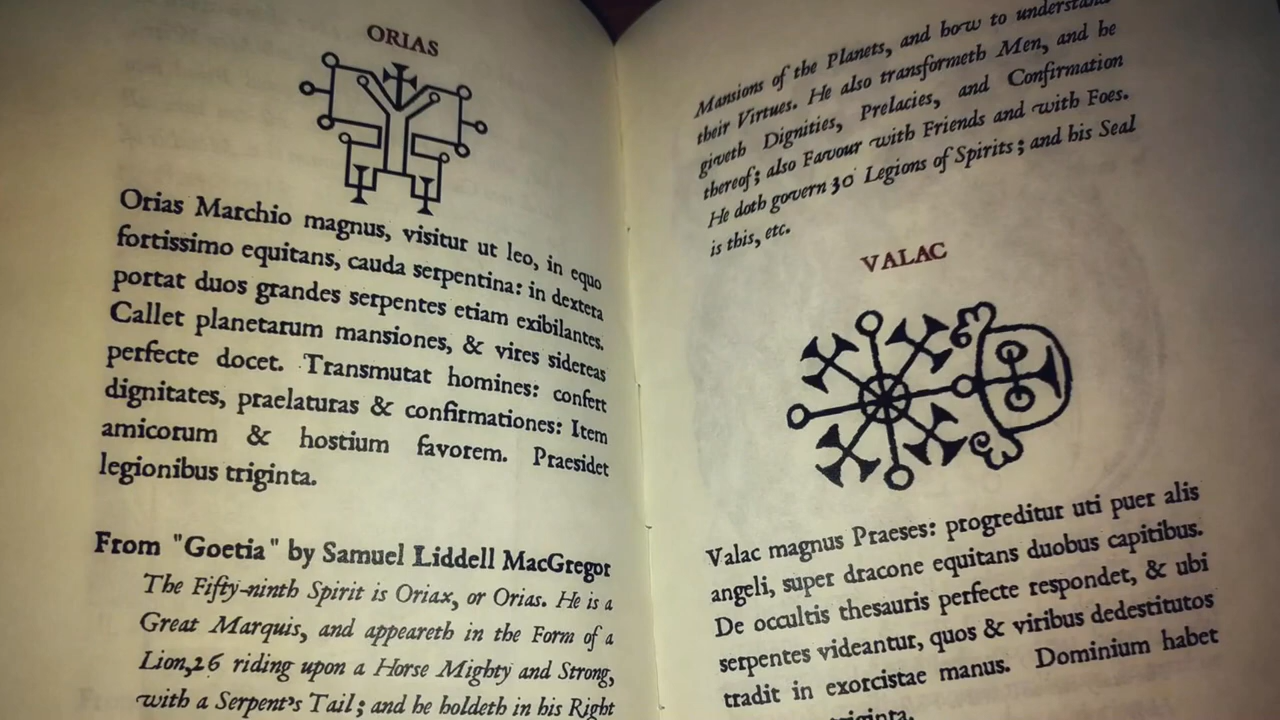 ORIAS
Orias Marchio magnus, visitur ut leo, in equo
fortissimo equitans, cauda serpentina: in dextera
portat duos grandes serpentes etiam exibilantes.
Callet planetarum mansiones, & vires sidereas
perfecte docet. Transmutat homines: confert
dignitates, praelaturas & confirmationes: Item
amicorum & hostium favorem. Praesidet
legionibus triginta.
From "Goetia" by Samuel Liddell MacGregor
The Fifty-ninth Spirit is Oriax, or Orias. He is a
Great Marquis, and appeareth in the Form of a
Lion,26 riding upon a Horse Mighty and Strong,
with a Serpent's Tail; and he holdeth in his Right
Mansions of the Planets, and how to understand
their Virtues. He also transformeth Men, and he
giveth Dignities, Prelacies, and Confirmation
thereof; also Favour with Friends and with Foes.
He doth govern 30 Legions of Spirits; and his Seal
is this, etc.
VALAC
Valac magnus Praeses: progreditur uti puer alis
angeli, super dracone equitans duobus capitibus.
De occultis thesauris perfecte respondet, & ubi
serpentes videantur, quos & viribus dedestitutos
tradit in exorcistae manus. Dominium habet
triginta.